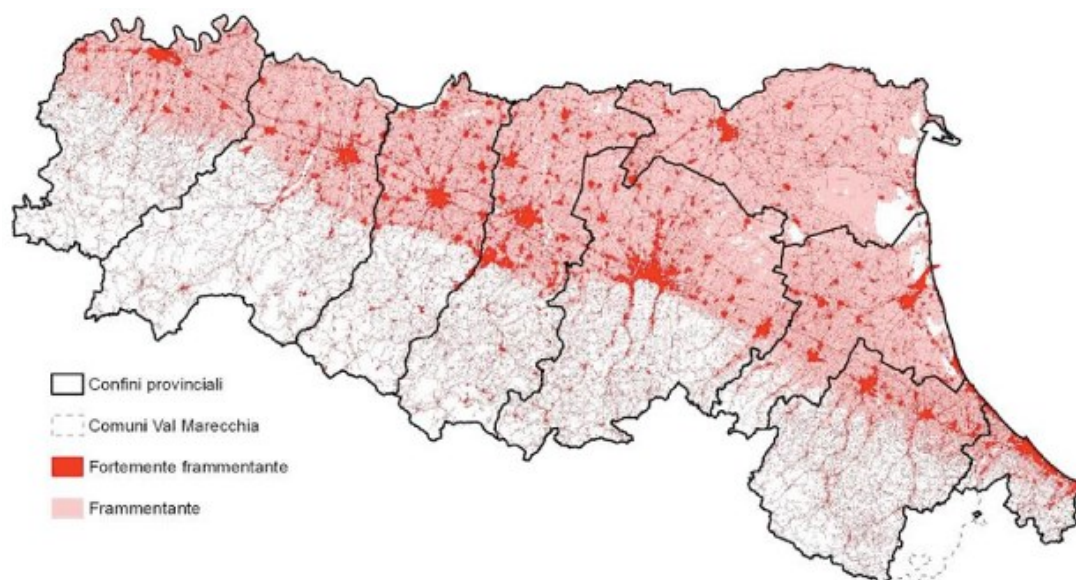 Confini provinciali
Comuni Val Marecchia
Fortemente frammentante
Frammentante